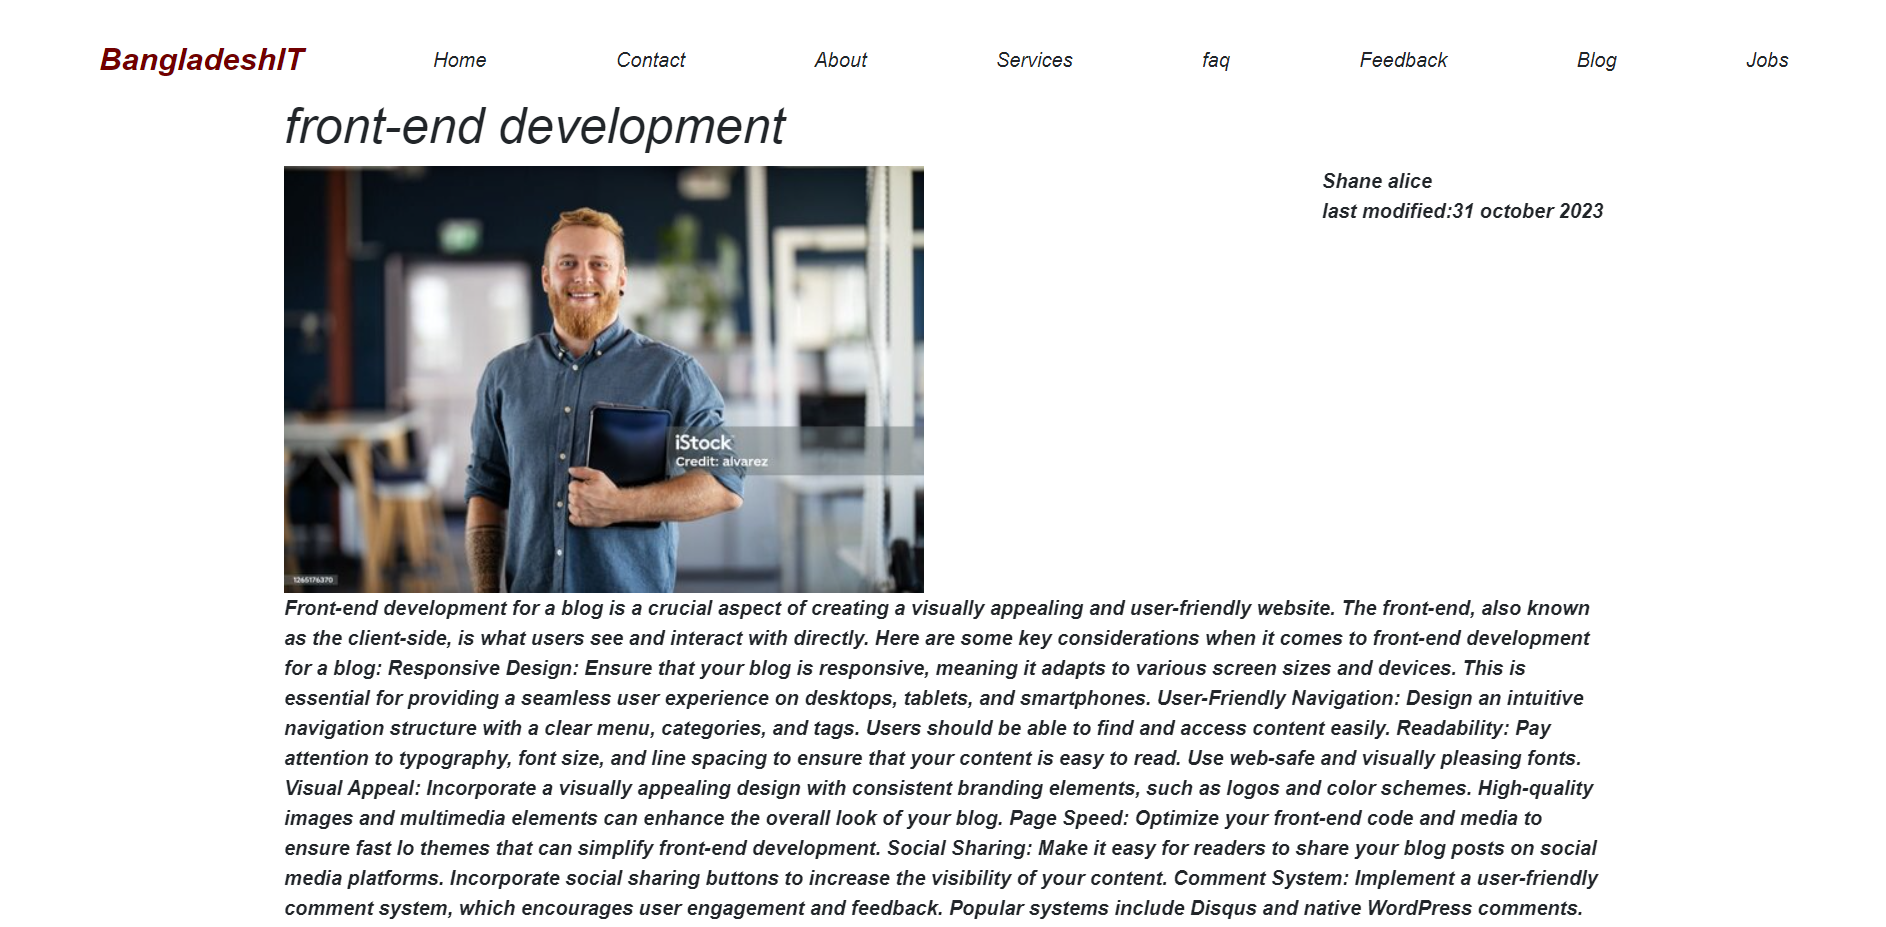 BangladeshIT Home Contact About Services faq Feedback Blog Jobs
front-end development
Shane alice
last modified:31 october 2023
iStock
Credit: alvarez
1265176370
Front-end development for a blog is a crucial aspect of creating a visually appealing and user-friendly website. The front-end, also known
as the client-side, is what users see and interact with directly. Here are some key considerations when it comes to front-end development
for a blog: Responsive Design: Ensure that your blog is responsive, meaning it adapts to various screen sizes and devices. This is
essential for providing a seamless user experience on desktops, tablets, and smartphones. User-Friendly Navigation: Design an intuitive
navigation structure with a clear menu, categories, and tags. Users should be able to find and access content easily. Readability: Pay
attention to typography, font size, and line spacing to ensure that your content is easy to read. Use web-safe and visually pleasing fonts.
Visual Appeal: Incorporate a visually appealing design with consistent branding elements, such as logos and color schemes. High-quality
images and multimedia elements can enhance the overall look of your blog. Page Speed: Optimize your front-end code and media to
ensure fast lo themes that can simplify front-end development. Social Sharing: Make it easy for readers to share your blog posts on social
media platforms. Incorporate social sharing buttons to increase the visibility of your content. Comment System: Implement a user-friendly
comment system, which encourages user engagement and feedback. Popular systems include Disqus and native WordPress comments.